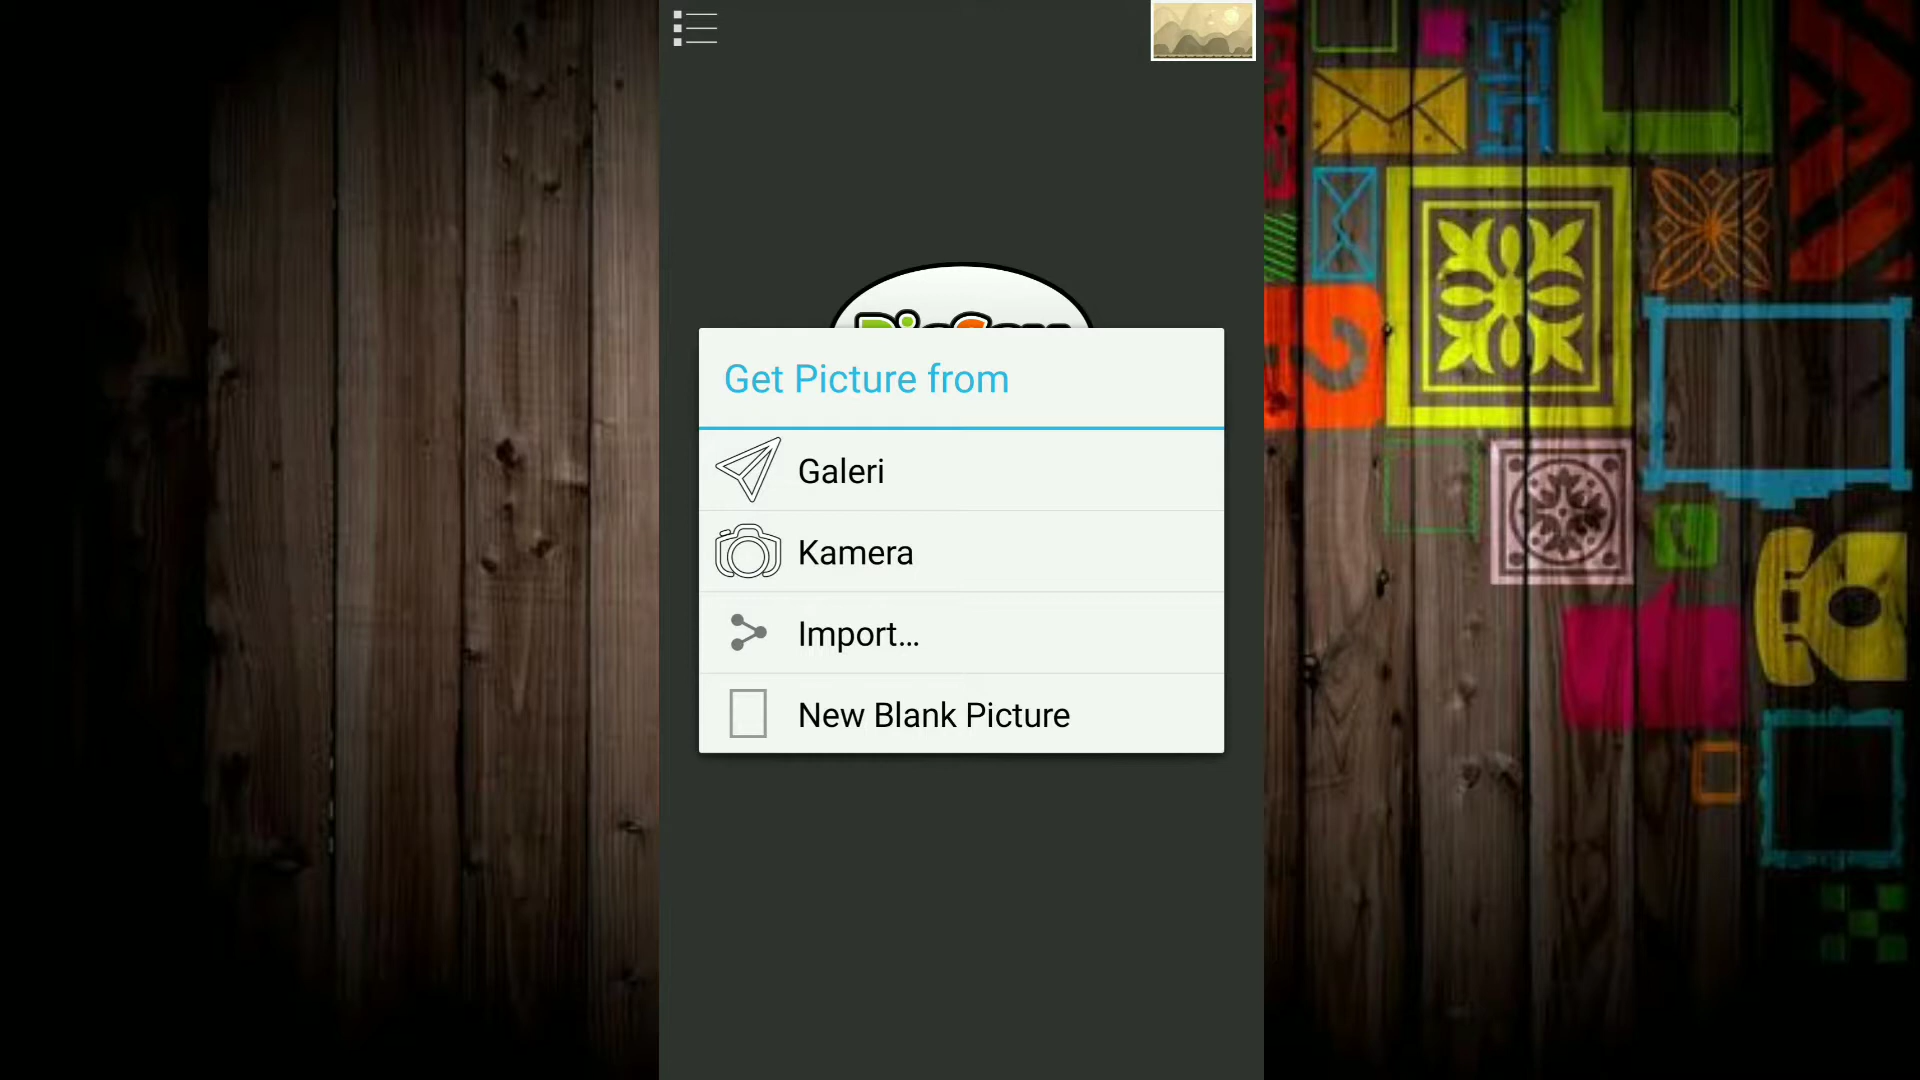 Get Picture from
Galeri
Kamera
Import...
New Blank Picture